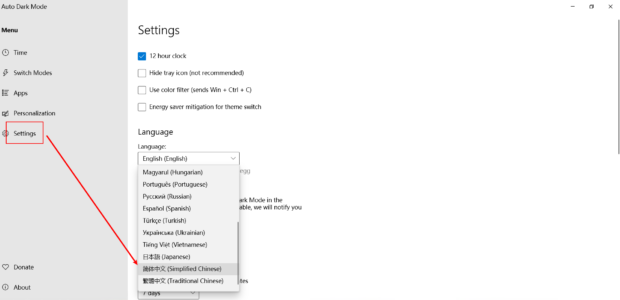 Auto Dark Mode
Menu
Time
Switch Modes
Apps
Personalization
Settings
Donate
About
Settings
12 hour clock
Hide tray icon (not recommended)
Use color filter (sends Win + Ctrl + C)
Energy saver mitigation for theme switch
Language
Language:
English (English)
Magyarul (Hungarian)
Português (Portuguese)
Русский (Russian)
Español (Spanish)
Türkçe (Turkish)
Українська (Ukrainian)
Tiếng Việt (Vietnamese)
日本語 (Japanese)
简体中文 (Simplified Chinese)
繁體中文 (Traditional Chinese)
ark Mode in the
able, we will notify you
tes
7 days